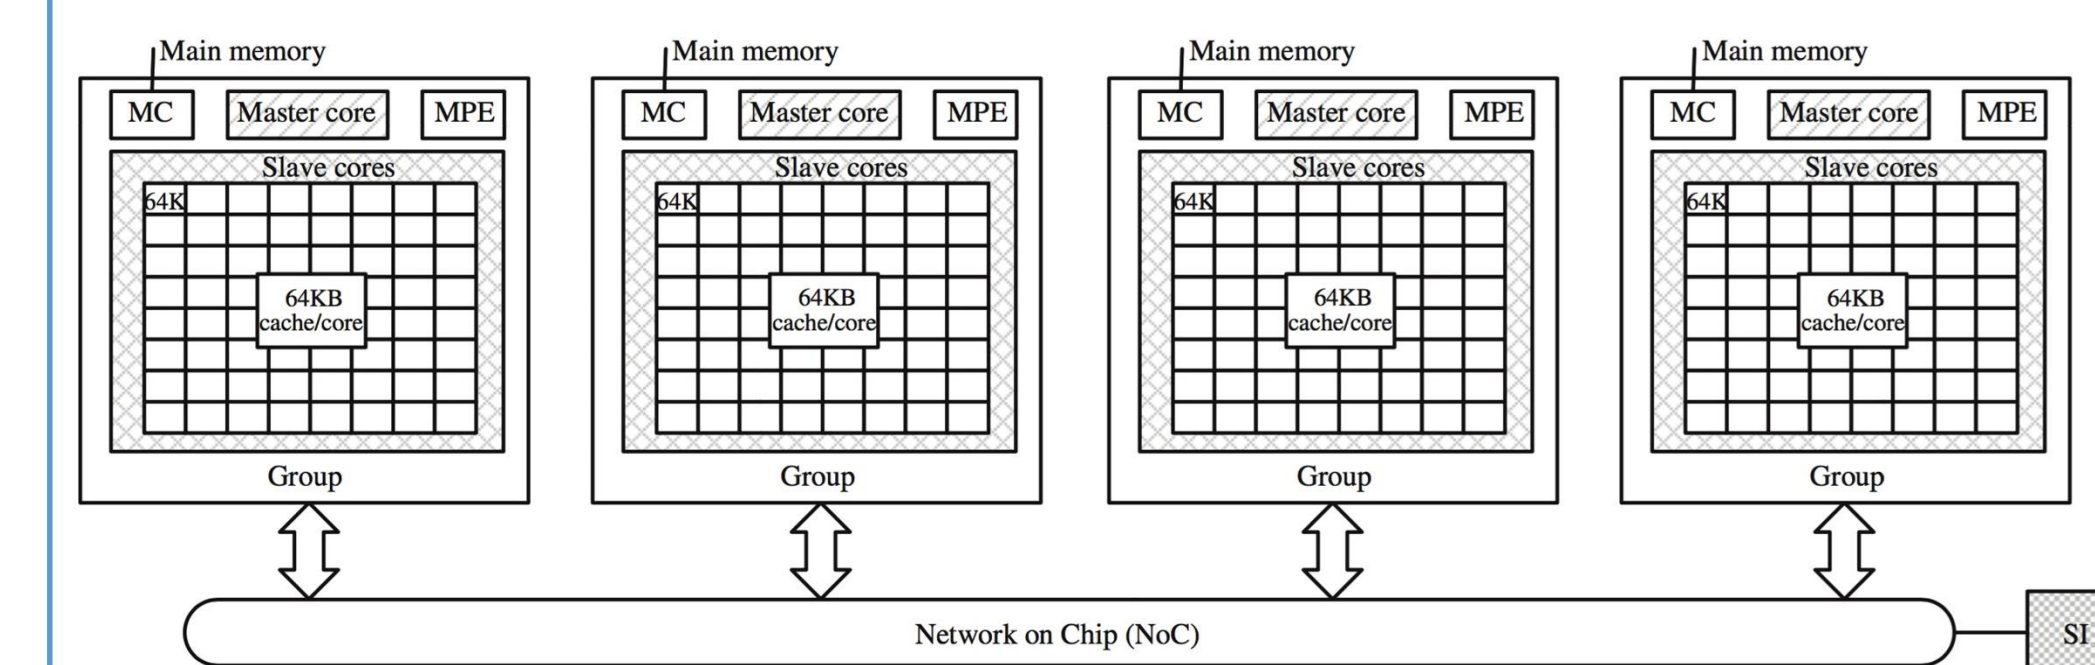 Main memory
Main memory
Main memory
Main memory
MC Master core MPE
MC Master core MPE
MC Master core MPE
MC Master core MPE
Slave cores
Slave cores
Slave cores
Slave cores
64K
64K
64K
64K
64KB
cache/core
64KB
cache/core
64KB
cache/core
64KB
cache/core
Group
Group
Group
Group
Network on Chip (NoC)
SI